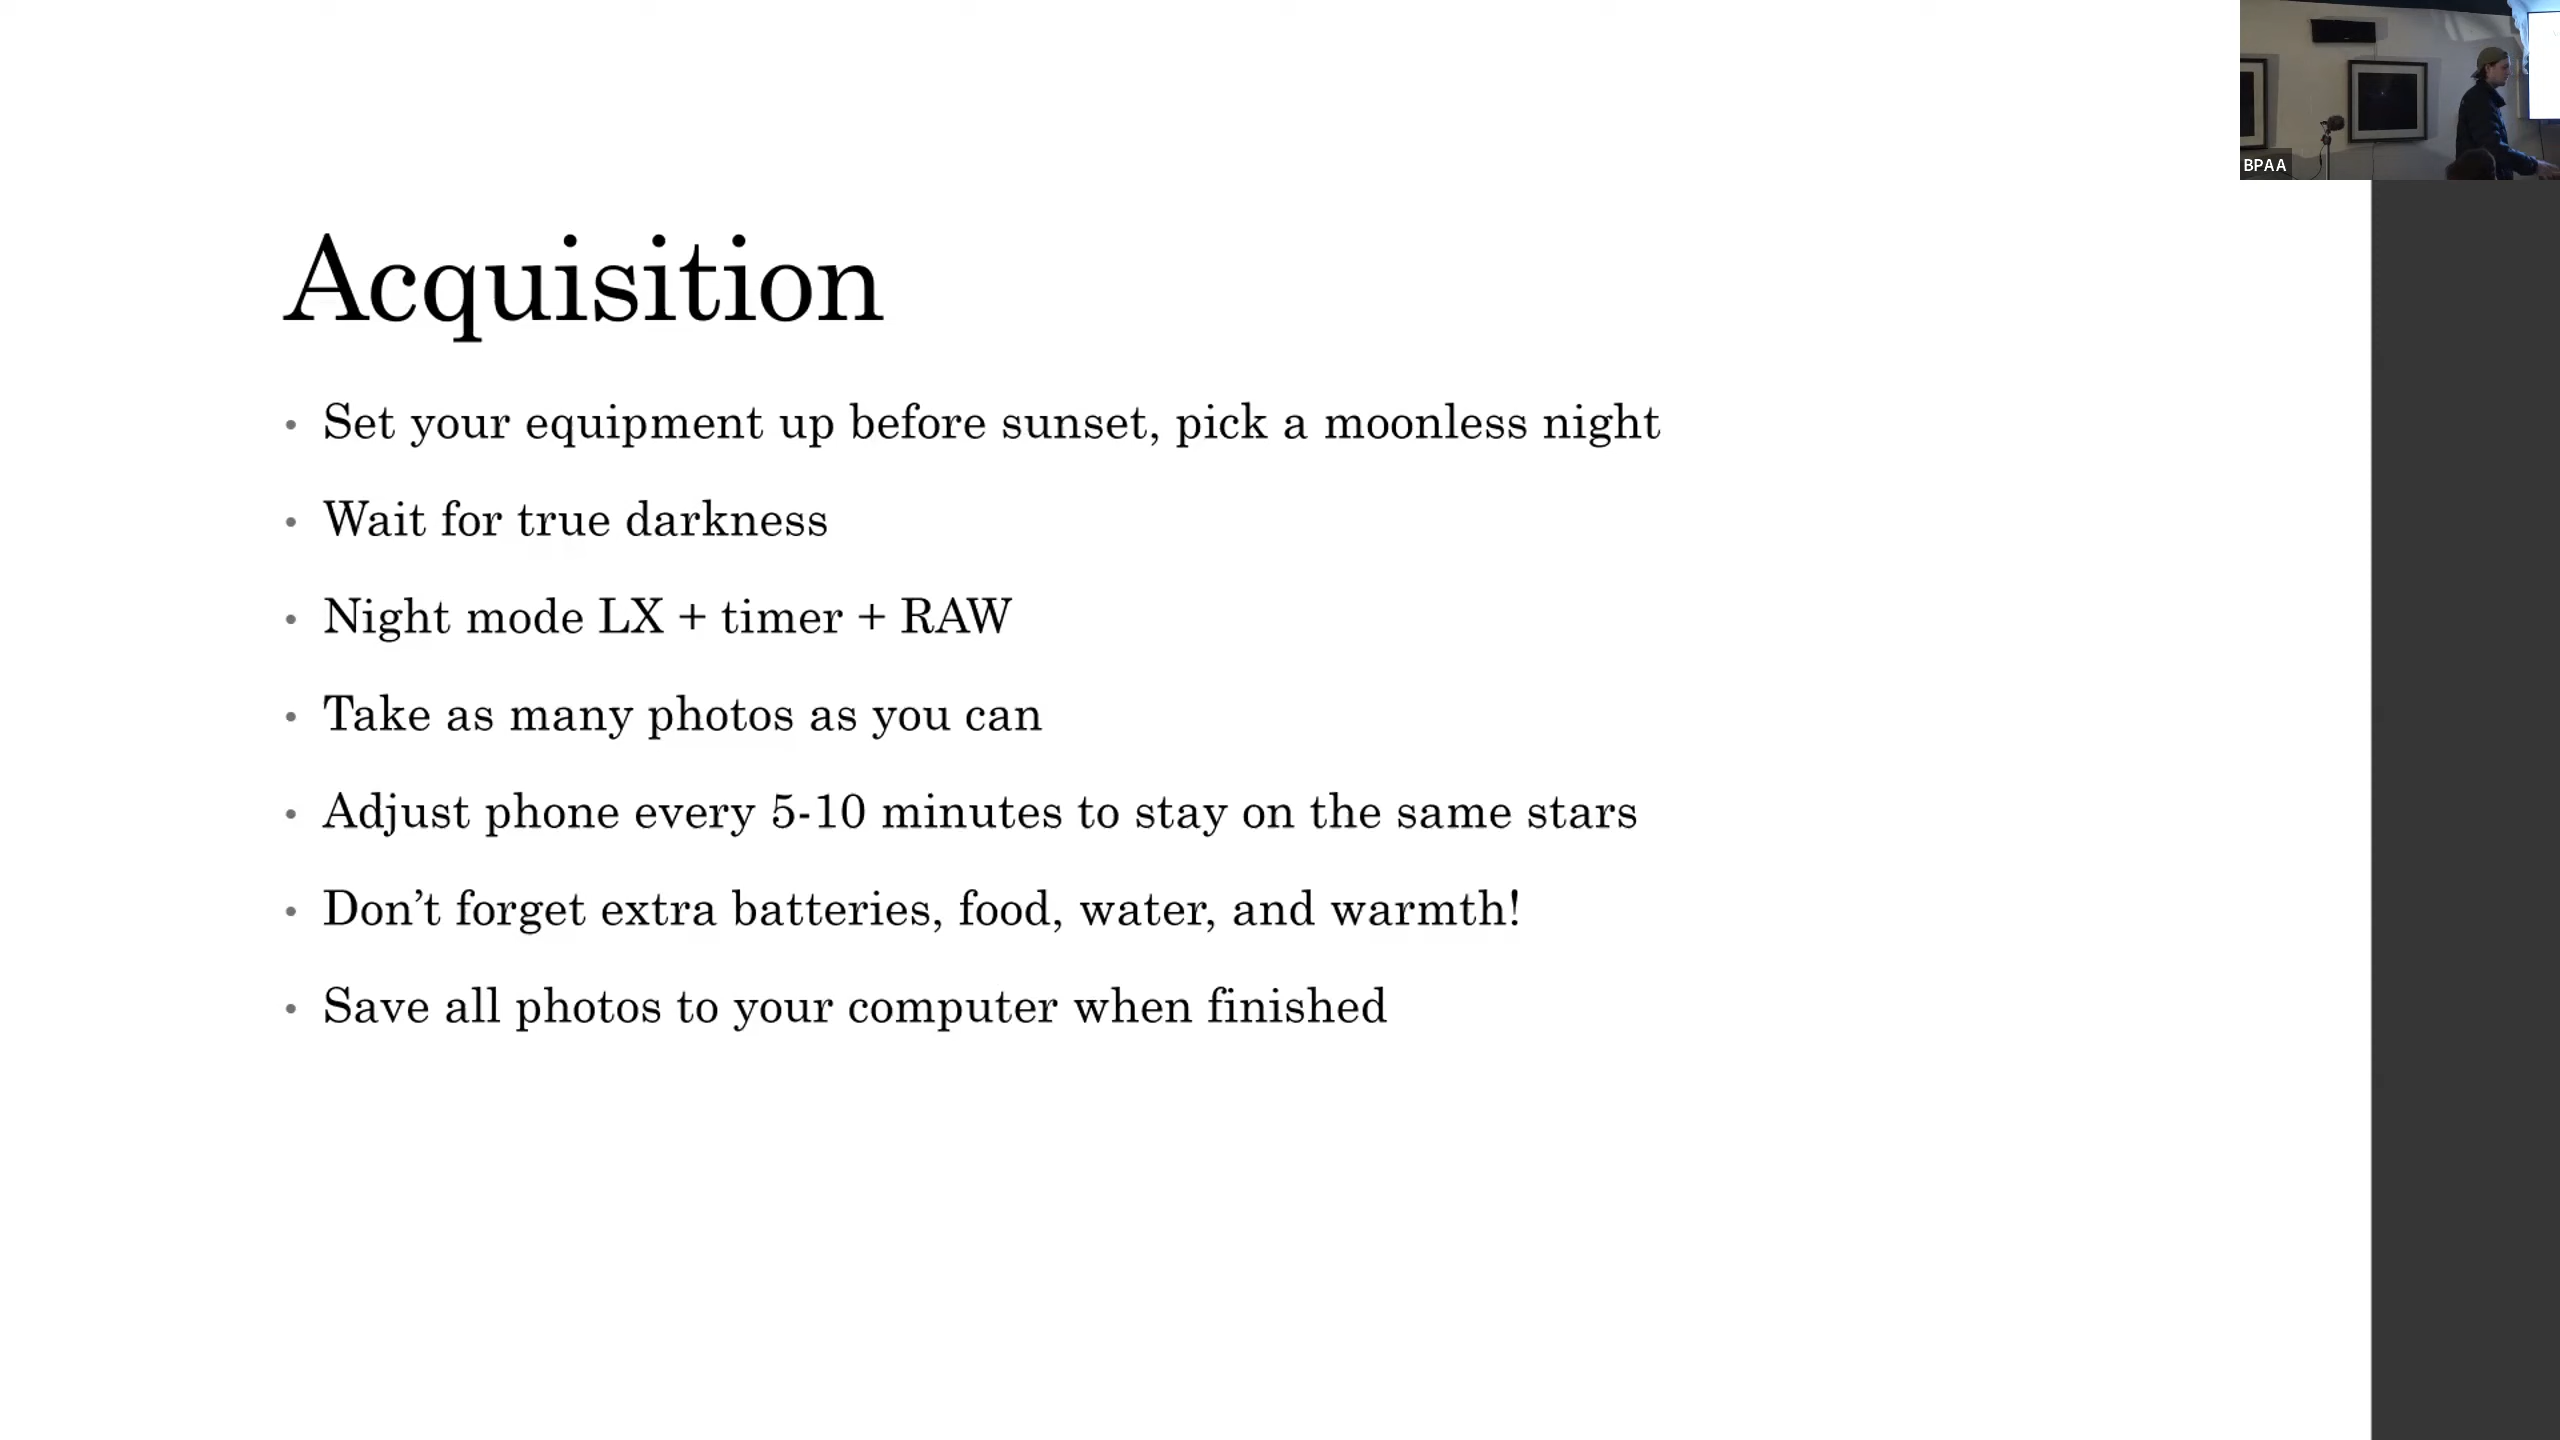 Acquisition
• Set your equipment up before sunset, pick a moonless night
• Wait for true darkness
• Night mode LX + timer + RAW
• Take as many photos as you can
• Adjust phone every 5-10 minutes to stay on the same stars
• Don’t forget extra batteries, food, water, and warmth!
• Save all photos to your computer when finished
BPAA